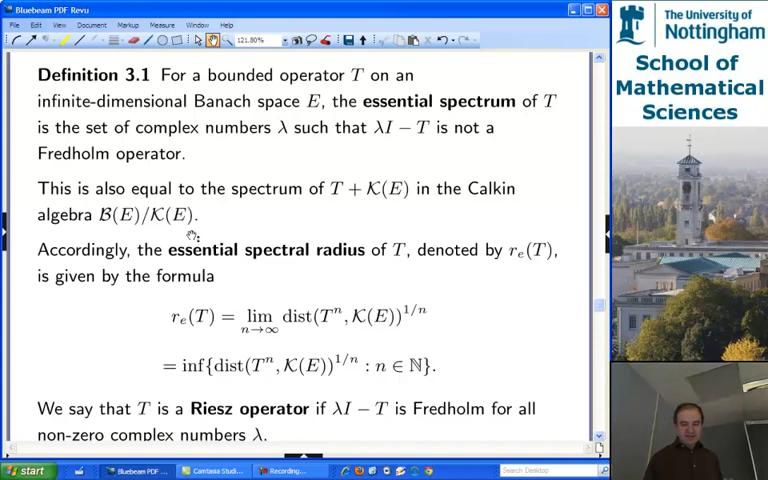 Bluebeam PDF Revu
File Edit View Document Markup Measure Window Help
121.80%
Definition 3.1 For a bounded operator T on an
infinite-dimensional Banach space E, the essential spectrum of T
is the set of complex numbers λ such that λI − T is not a
Fredholm operator.
This is also equal to the spectrum of T + K(E) in the Calkin
algebra B(E)/K(E).
Accordingly, the essential spectral radius of T, denoted by r_e(T),
is given by the formula
r_e(T) = lim_{n→∞} dist(T^n, K(E))^{1/n}
= inf{dist(T^n, K(E))^{1/n} : n ∈ ℕ}.
We say that T is a Riesz operator if λI − T is Fredholm for all
non-zero complex numbers λ.
start
Bluebeam PDF ...
Camtasia Studi...
Recording...
Search Desktop
The University of
Nottingham
School of
Mathematical
Sciences